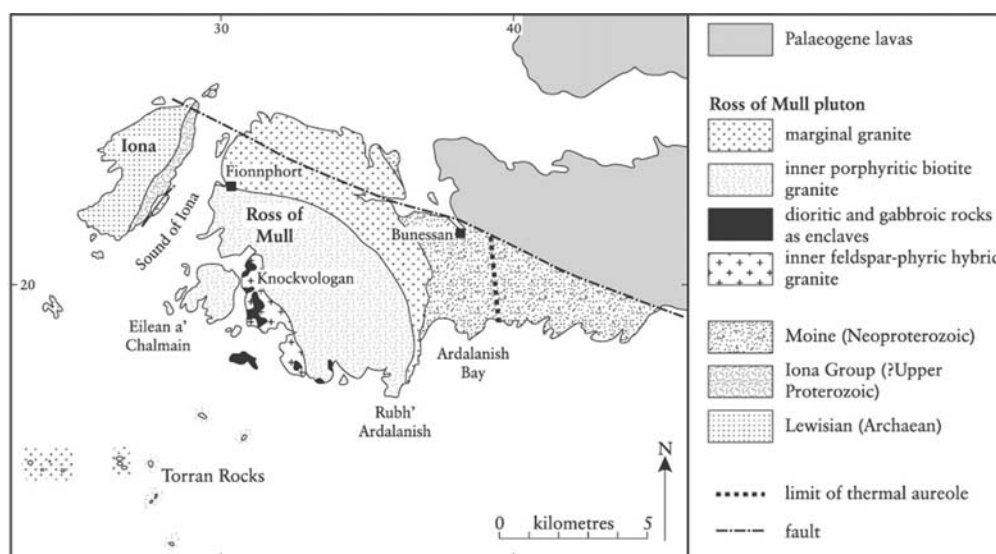 30
40
20
Iona
Fionnphort
Ross of
Mull
Bunessan
Sound of Iona
Knockvologan
Eilean a'
Chalmain
Ardalanish
Bay
Rubh'
Ardalanish
Torran Rocks
N
0 kilometres 5
Palaeogene lavas
Ross of Mull pluton
marginal granite
inner porphyritic biotite
granite
dioritic and gabbroic rocks
as enclaves
inner feldspar-phyric hybrid
granite
Moine (Neoproterozoic)
Iona Group (?Upper
Proterozoic)
Lewisian (Archaean)
limit of thermal aureole
fault